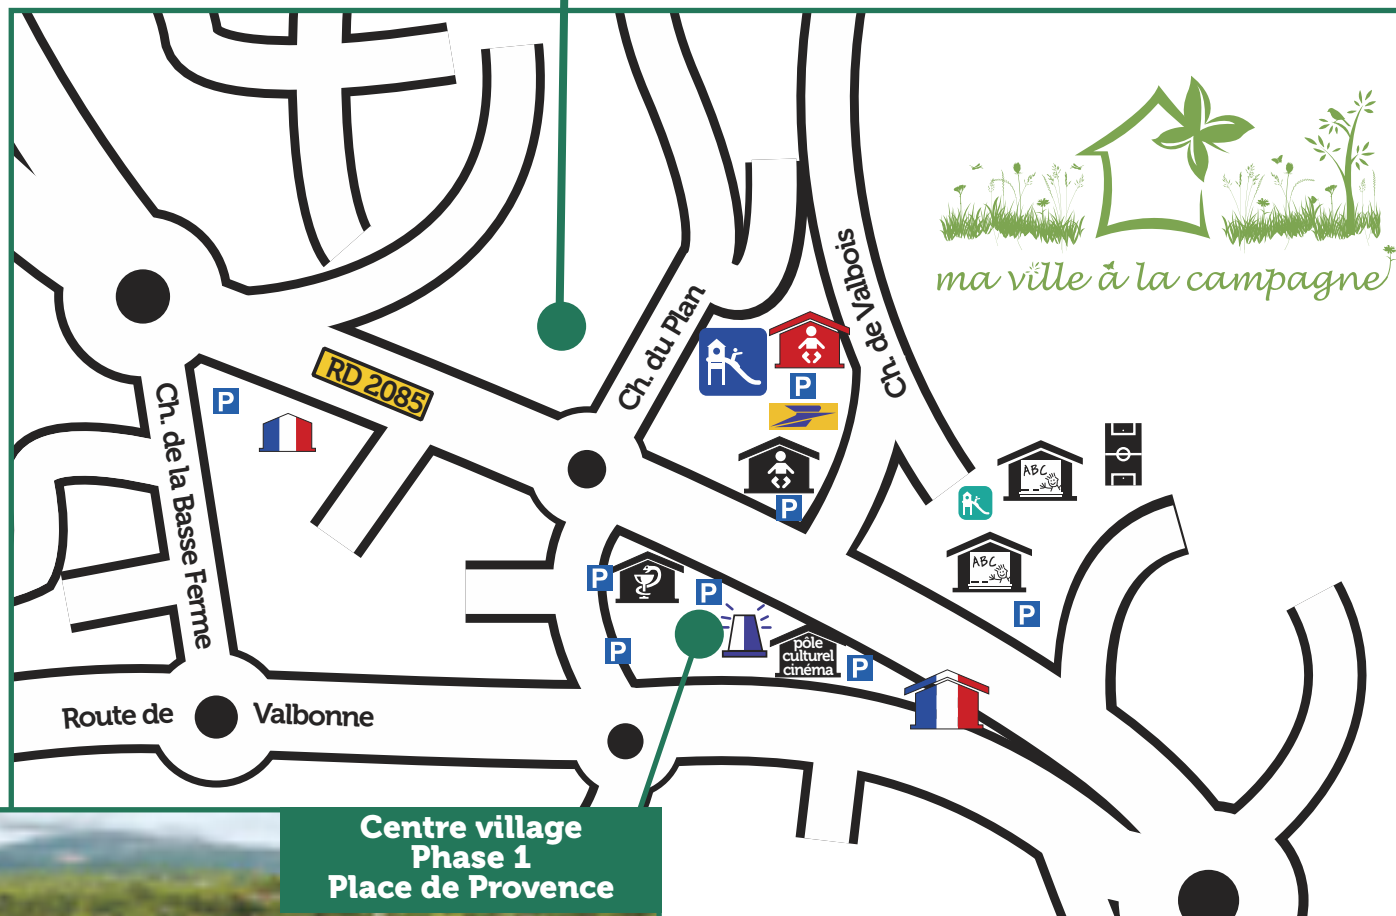 ma ville à la campagne
Ch. de Valbois
Ch. du Plan
RD 2085
P
P
P
Ch. de la Basse Ferme
ABC
ABC
P
P
P
P
P
pôle
culturel
cinéma
P
Route de Valbonne
Centre village
Phase 1
Place de Provence